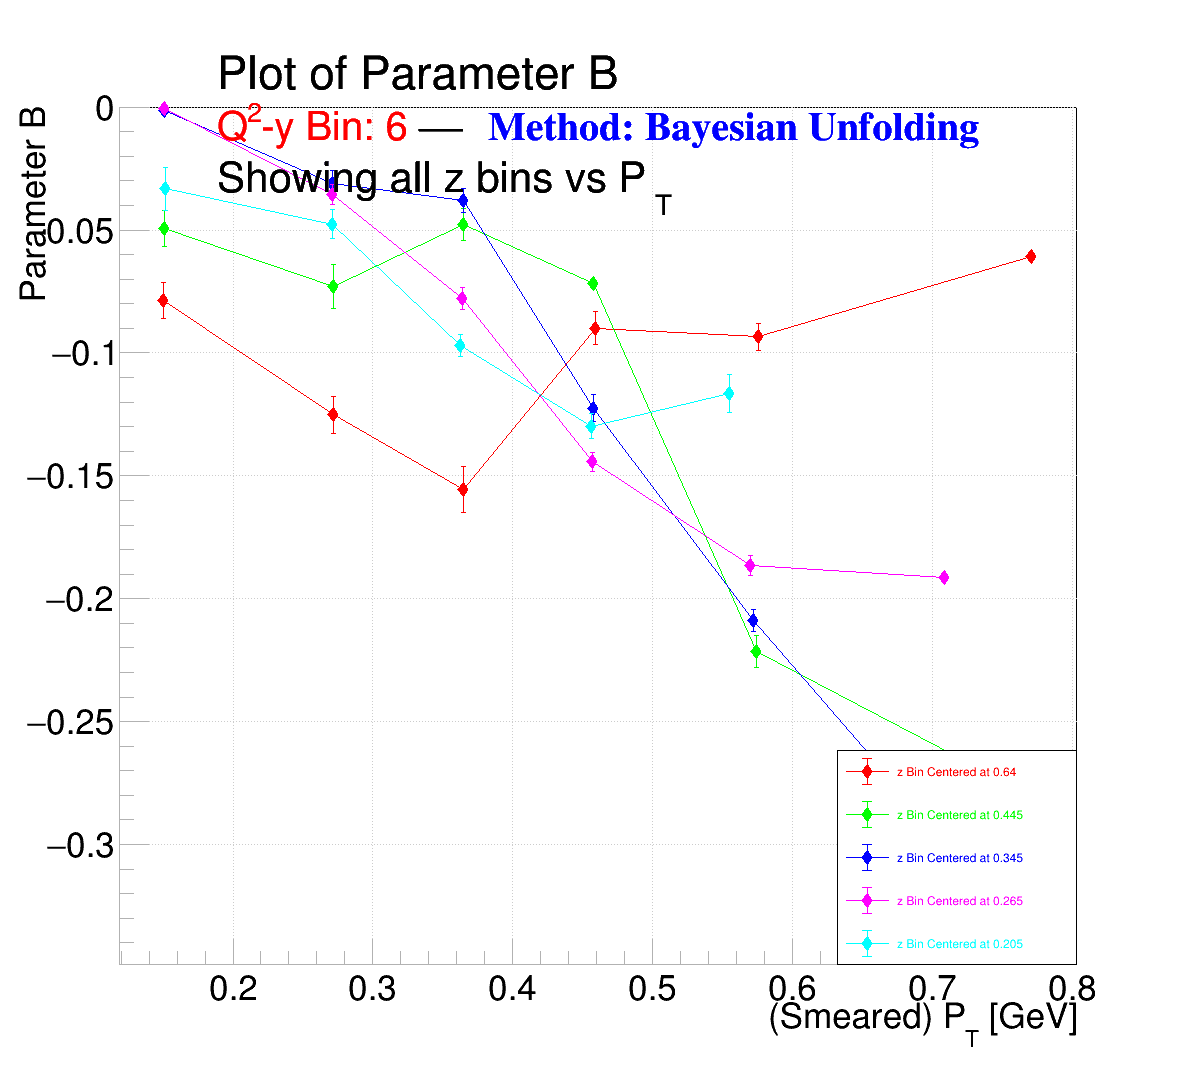 Plot of Parameter B
Q²-y Bin: 6 — Method: Bayesian Unfolding
Showing all z bins vs P T
Parameter B
0
0.05
−0.1
−0.15
−0.2
−0.25
−0.3
z Bin Centered at 0.64
z Bin Centered at 0.445
z Bin Centered at 0.345
z Bin Centered at 0.265
z Bin Centered at 0.205
0.2 0.3 0.4 0.5 0.6 0.7 0.8
(Smeared) P_T [GeV]